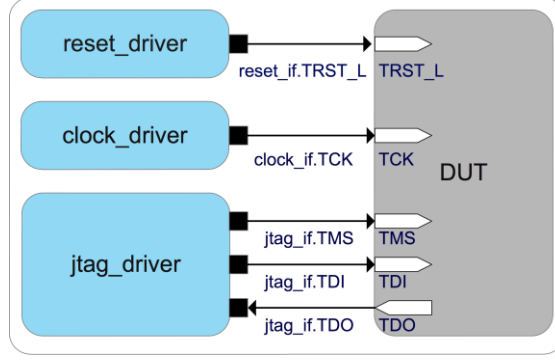 reset_driver
reset_if.TRST_L TRST_L
clock_driver
clock_if.TCK TCK
DUT
jtag_driver
jtag_if.TMS TMS
jtag_if.TDI TDI
jtag_if.TDO TDO